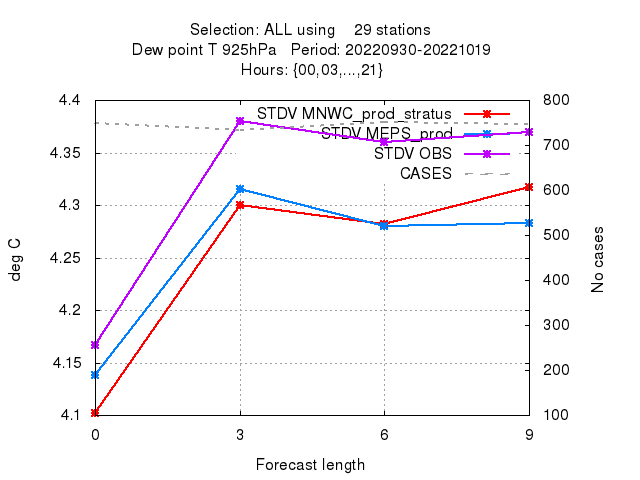 Selection: ALL using    29 stations
Dew point T 925hPa   Period: 20220930-20221019
Hours: {00,03,...,21}
STDV MNWC_prod_stratus
STDV MEPS_prod
STDV OBS
CASES
4.4
4.35
4.3
4.25
4.2
4.15
4.1
deg C
800
700
600
500
400
300
200
100
No cases
0 3 6 9
Forecast length